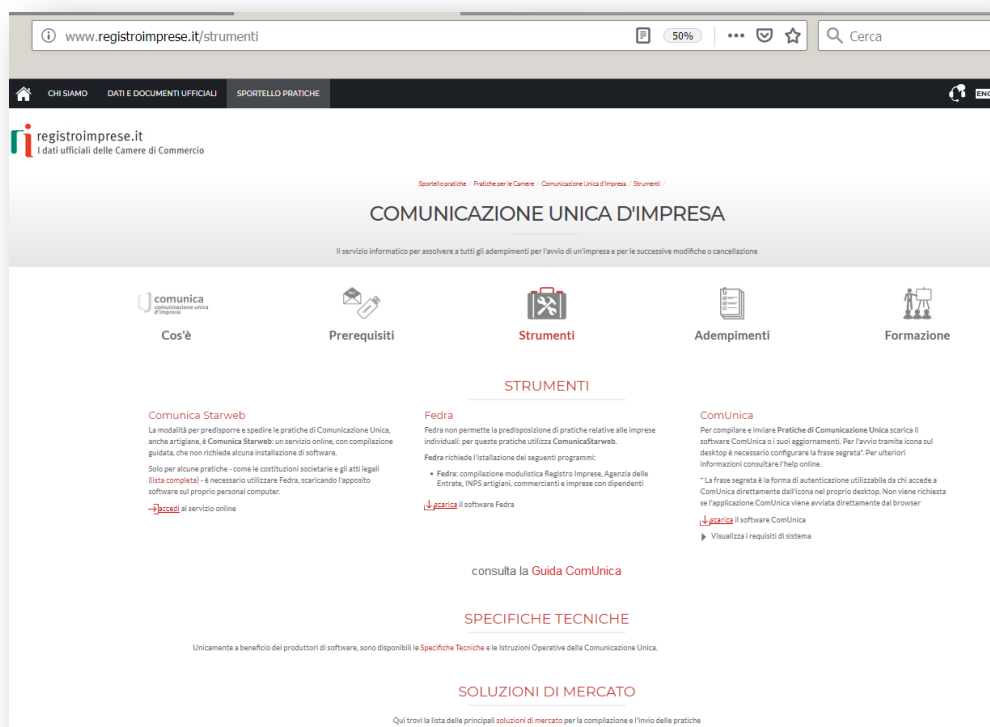 www.registroimprese.it/strumenti
50%
Cerca
CHI SIAMO
DATI E DOCUMENTI UFFICIALI
SPORTELLO PRATICHE
ENG
registroimprese.it
I dati ufficiali delle Camere di Commercio
Sportello pratiche / Pratiche per le Camere / Comunicazione Unica d'Impresa / Strumenti /
COMUNICAZIONE UNICA D'IMPRESA
Il servizio informatico per assolvere a tutti gli adempimenti per l'avvio di un'impresa e per le successive modifiche o cancellazione
comunica
comunicazione unica
d'impresa
Cos'è
Prerequisiti
Strumenti
Adempimenti
Formazione
STRUMENTI
Comunica Starweb
La modalità per predisporre e spedire le pratiche di Comunicazione Unica,
anche artigiane, è Comunica Starweb: un servizio online, con compilazione
guidata, che non richiede alcuna installazione di software.
Solo per alcune pratiche - come le costituzioni societarie e gli atti legali
(lista completa) - è necessario utilizzare Fedra, scaricando l'apposito
software sul proprio personal computer.
accedi al servizio online
Fedra
Fedra non permette la predisposizione di pratiche relative alle imprese
individuali: per queste pratiche utilizza ComunicaStarweb.
Fedra richiede l'istallazione dei seguenti programmi:
• Fedra: compilazione modulistica Registro Imprese, Agenzia delle
Entrate, INPS artigiani, commercianti e imprese con dipendenti
scarica il software Fedra
ComUnica
Per compilare e inviare Pratiche di Comunicazione Unica scarica il
software ComUnica o i suoi aggiornamenti. Per l'avvio tramite icona sul
desktop è necessario configurare la frase segreta*. Per ulteriori
informazioni consultare l'help online.
* La frase segreta è la forma di autenticazione utilizzabile da chi accede a
ComUnica direttamente dall'icona nel proprio desktop. Non viene richiesta
se l'applicazione ComUnica viene avviata direttamente dal browser
scarica il software ComUnica
Visualizza i requisiti di sistema
consulta la Guida ComUnica
SPECIFICHE TECNICHE
Unicamente a beneficio dei produttori di software, sono disponibili le Specifiche Tecniche e le Istruzioni Operative della Comunicazione Unica.
SOLUZIONI DI MERCATO
Qui trovi la lista delle principali soluzioni di mercato per la compilazione e l'invio delle pratiche